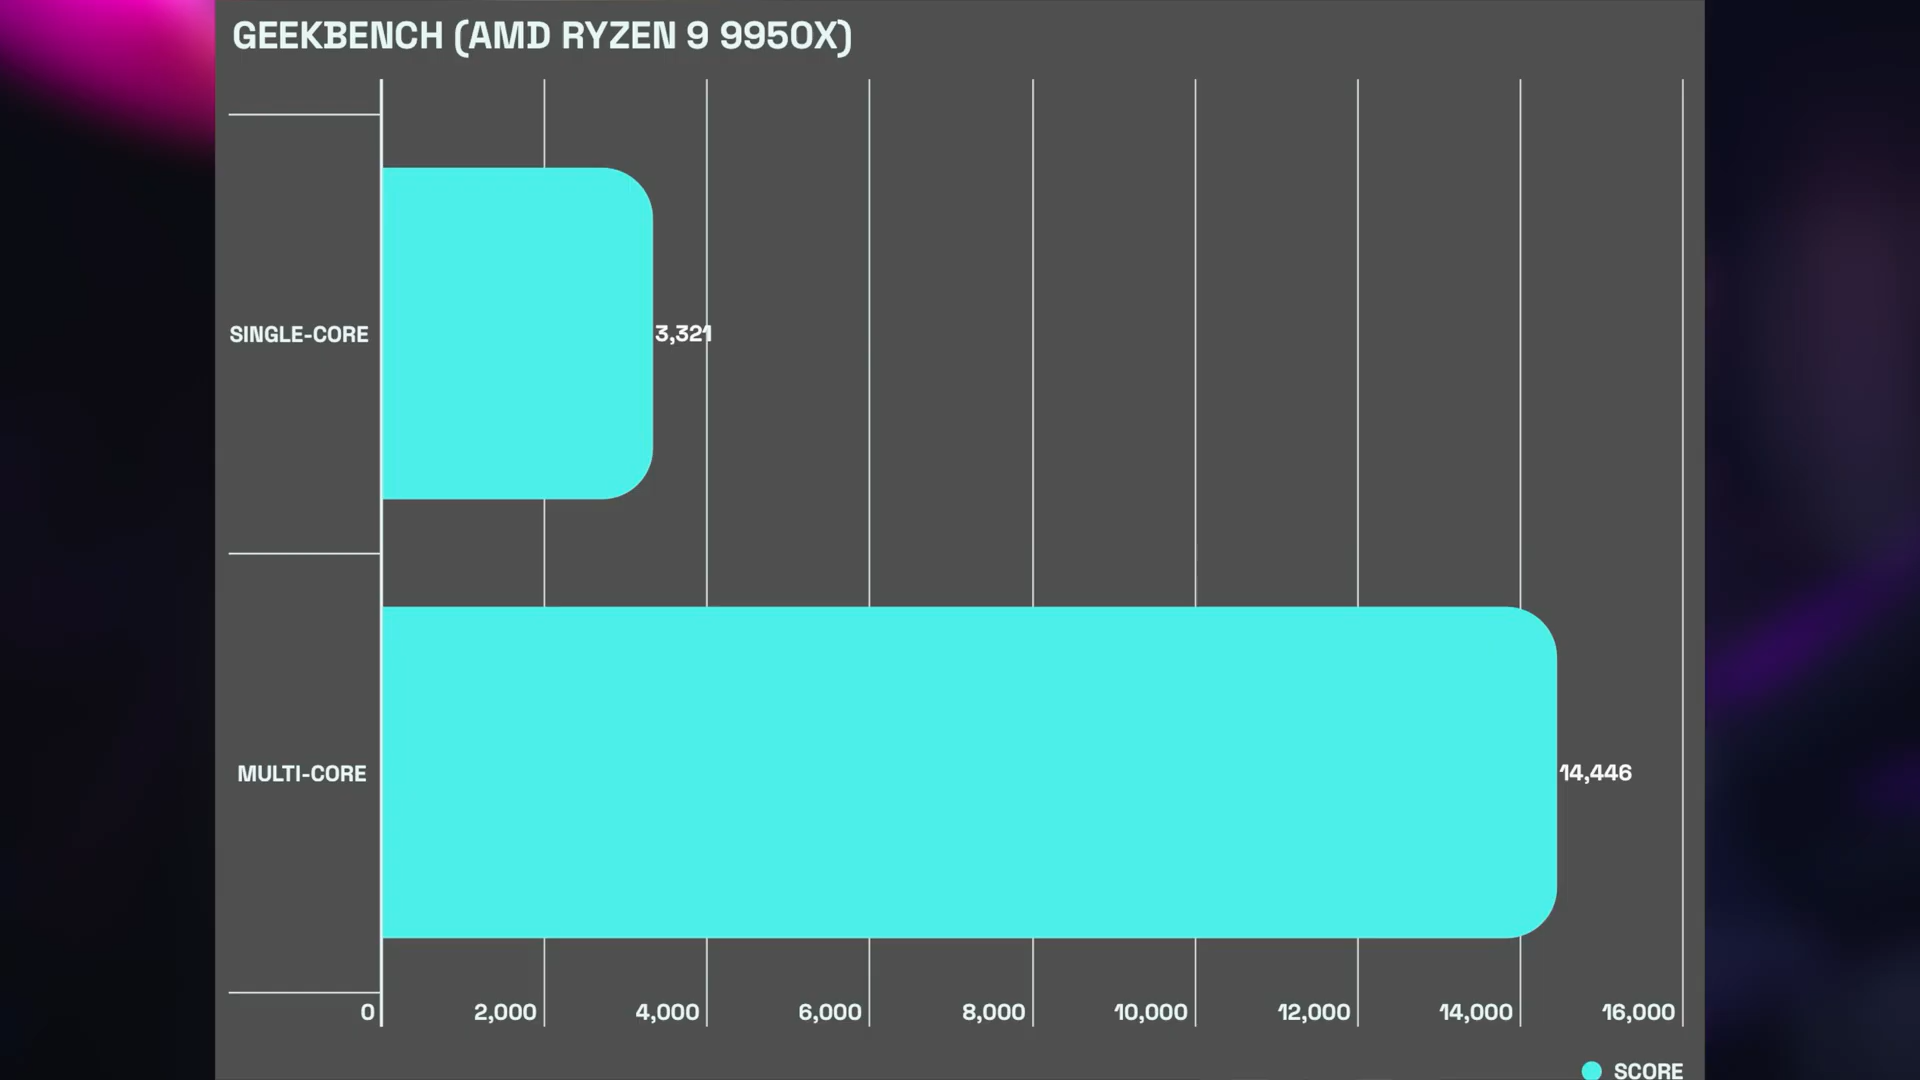 GEEKBENCH (AMD RYZEN 9 9950X)
SINGLE-CORE
3,321
MULTI-CORE
14,446
0 2,000 4,000 6,000 8,000 10,000 12,000 14,000 16,000
SCORE